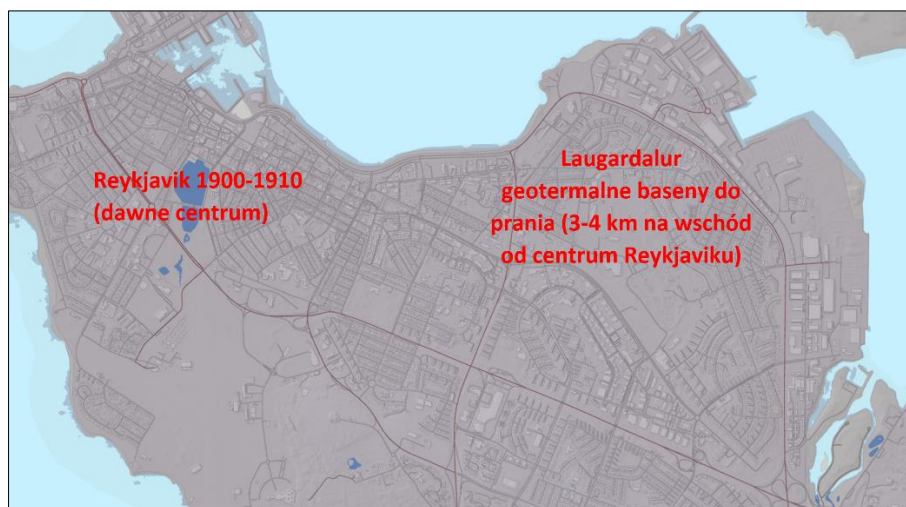 Reykjavik 1900-1910
(dawne centrum)
Laugardalur
geotermalne baseny do
prania (3-4 km na wschód
od centrum Reykjaviku)